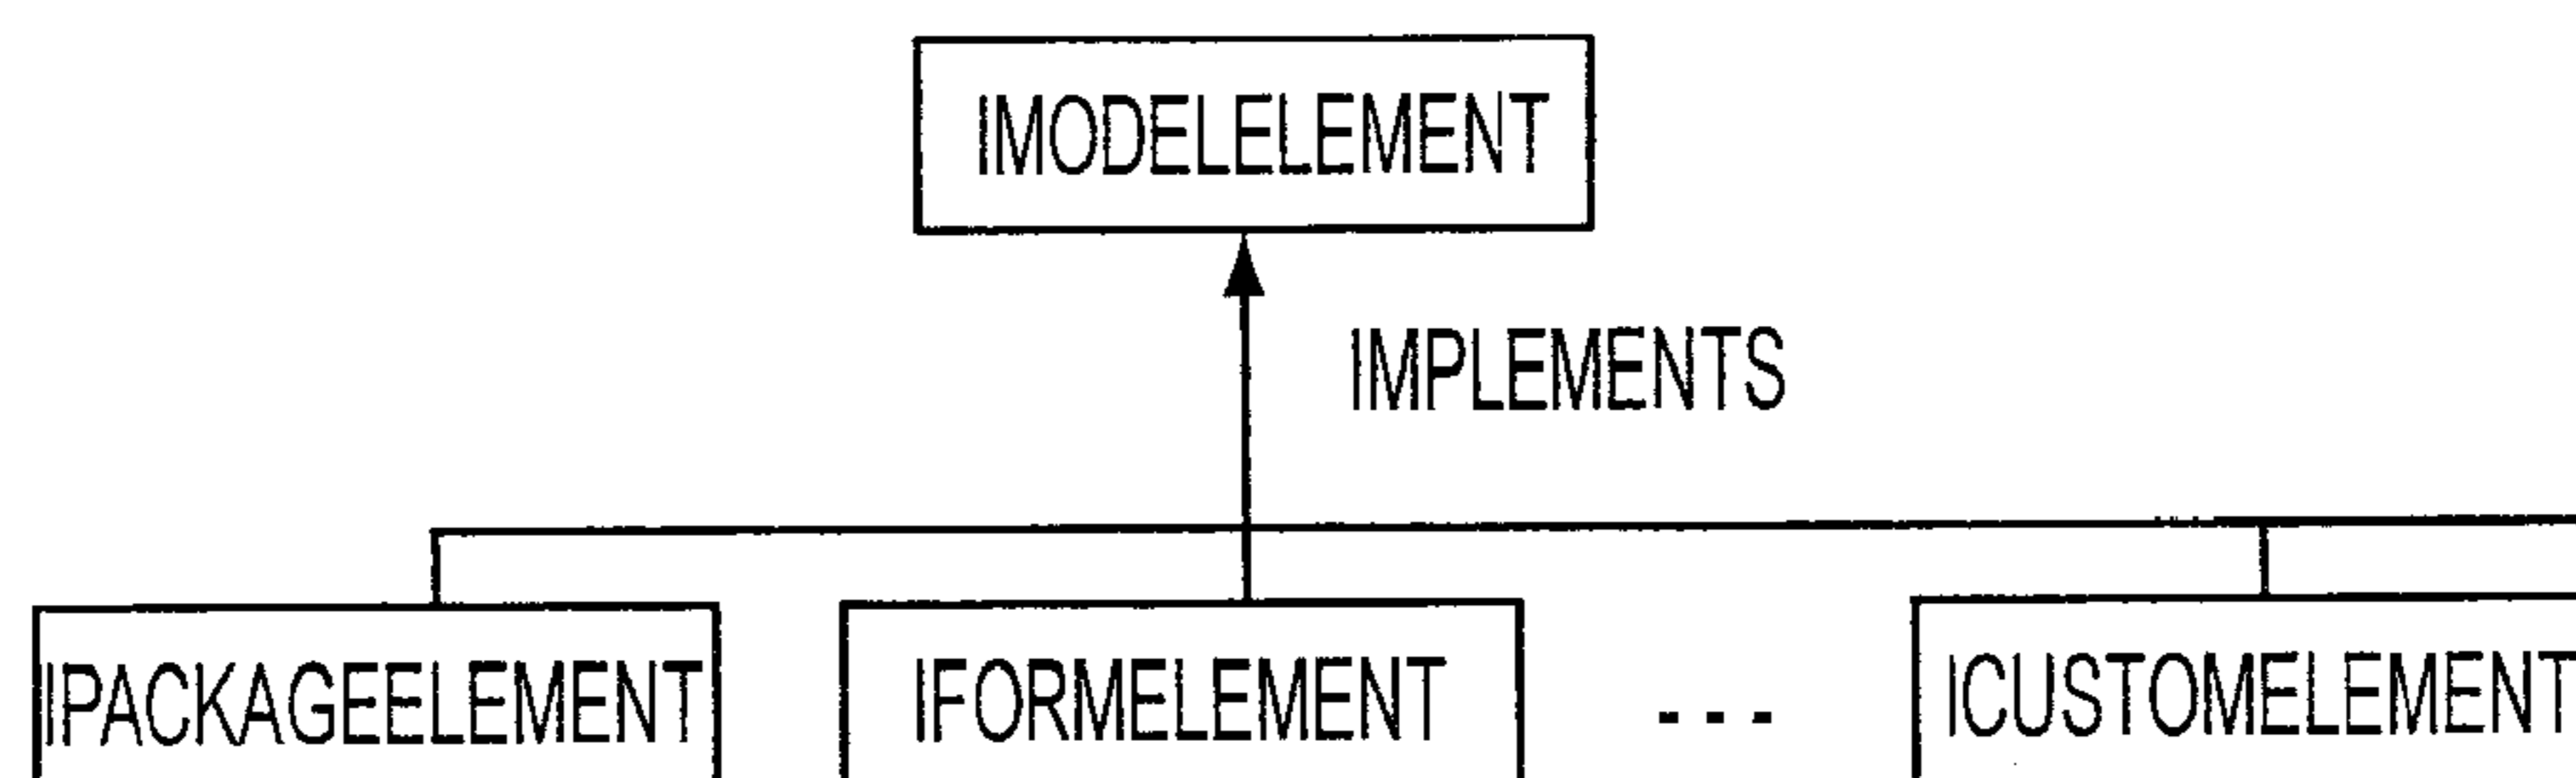 IMODELELEMENT
IMPLEMENTS
IPACKAGEELEMENT
IFORMELEMENT
- - -
ICUSTOMELEMENT